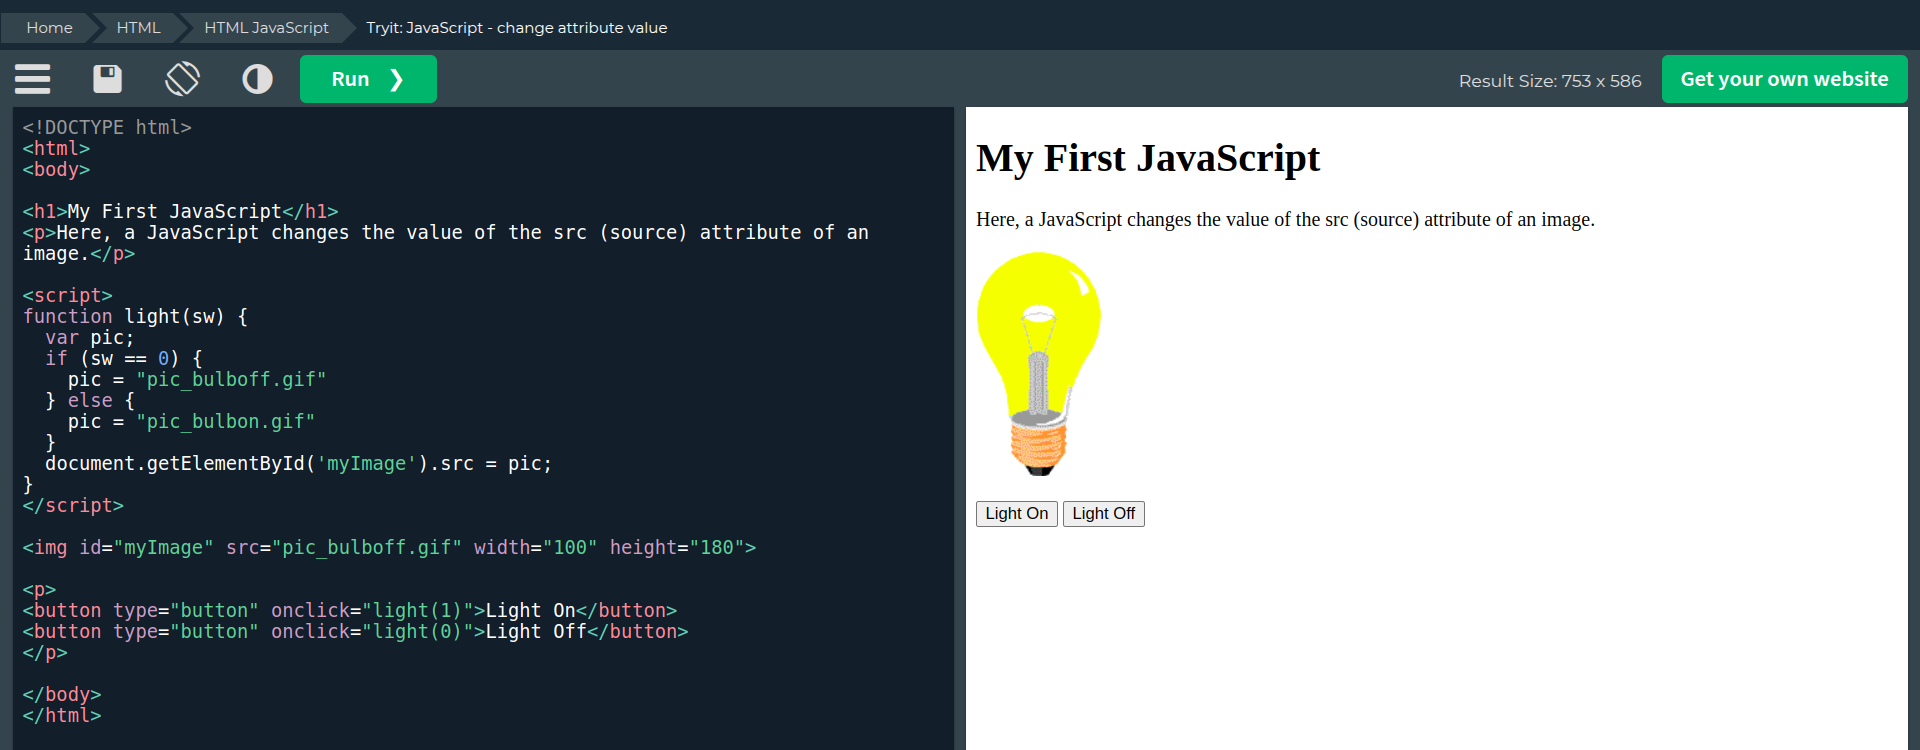 Home HTML HTML JavaScript Tryit: JavaScript - change attribute value
Run ❯ Result Size: 753 x 586 Get your own website
<!DOCTYPE html>
<html>
<body>

<h1>My First JavaScript</h1>
<p>Here, a JavaScript changes the value of the src (source) attribute of an
image.</p>

<script>
function light(sw) {
  var pic;
  if (sw == 0) {
    pic = "pic_bulboff.gif"
  } else {
    pic = "pic_bulbon.gif"
  }
  document.getElementById('myImage').src = pic;
}
</script>

<img id="myImage" src="pic_bulboff.gif" width="100" height="180">

<p>
<button type="button" onclick="light(1)">Light On</button>
<button type="button" onclick="light(0)">Light Off</button>
</p>

</body>
</html>
My First JavaScript
Here, a JavaScript changes the value of the src (source) attribute of an image.
Light On Light Off